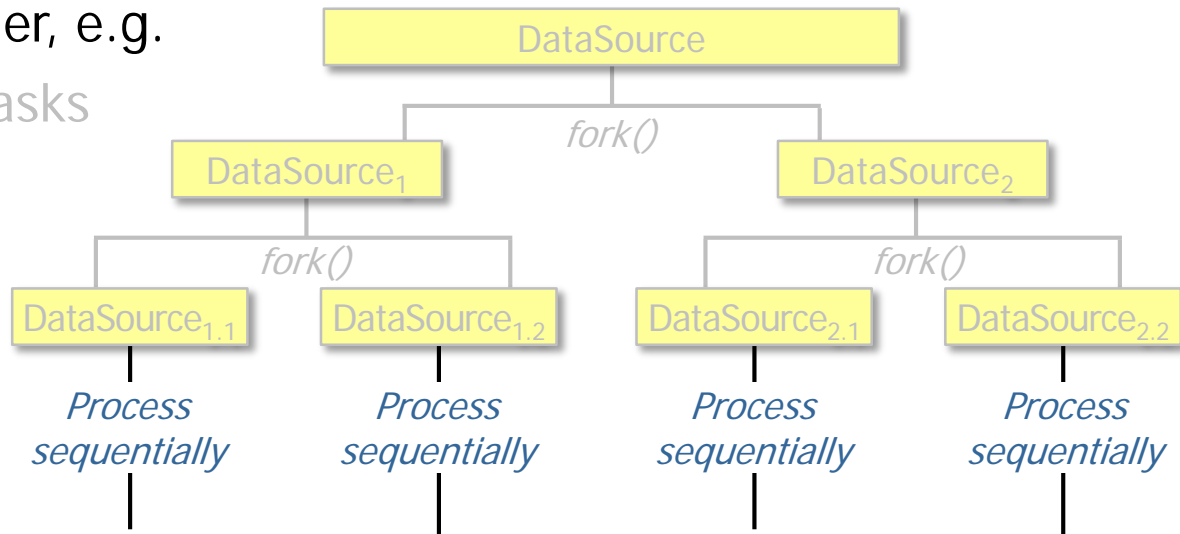 er, e.g.
DataSource
asks
fork()
DataSource₁
DataSource₂
fork()
fork()
DataSource₁.₁
DataSource₁.₂
DataSource₂.₁
DataSource₂.₂
Process
sequentially
Process
sequentially
Process
sequentially
Process
sequentially